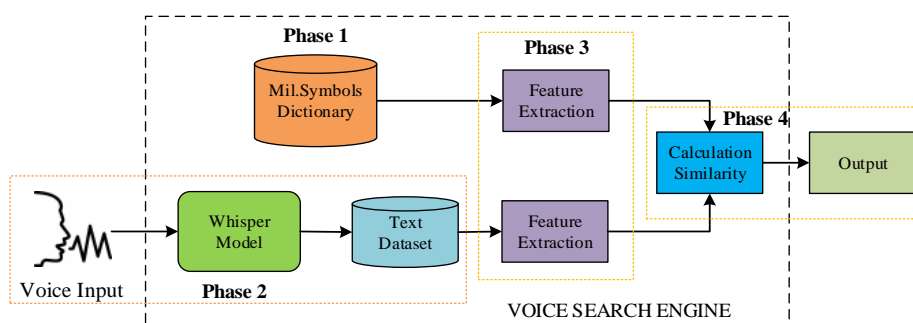 Phase 1
Phase 3
Mil.Symbols
Dictionary
Feature
Extraction
Phase 4
Calculation
Similarity
Output
Whisper
Model
Text
Dataset
Feature
Extraction
Voice Input
Phase 2
VOICE SEARCH ENGINE